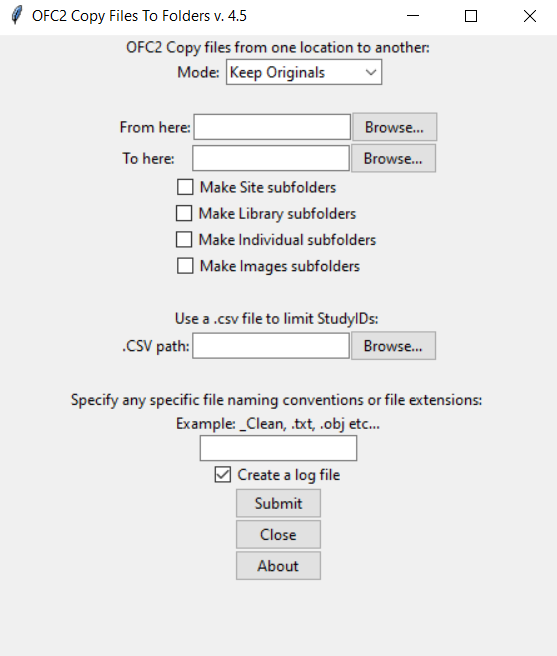 OFC2 Copy Files To Folders v. 4.5
OFC2 Copy files from one location to another:
Mode: Keep Originals
From here: Browse...
To here: Browse...
Make Site subfolders
Make Library subfolders
Make Individual subfolders
Make Images subfolders
Use a .csv file to limit StudyIDs:
.CSV path: Browse...
Specify any specific file naming conventions or file extensions:
Example: _Clean, .txt, .obj etc...
Create a log file
Submit
Close
About